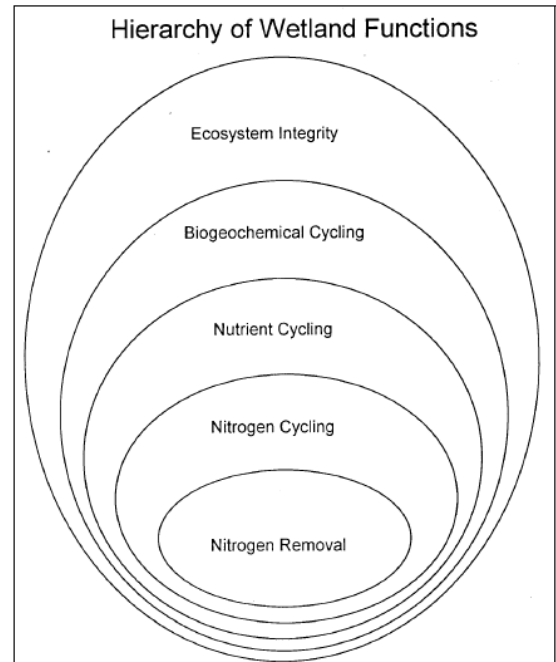 Hierarchy of Wetland Functions
Ecosystem Integrity
Biogeochemical Cycling
Nutrient Cycling
Nitrogen Cycling
Nitrogen Removal